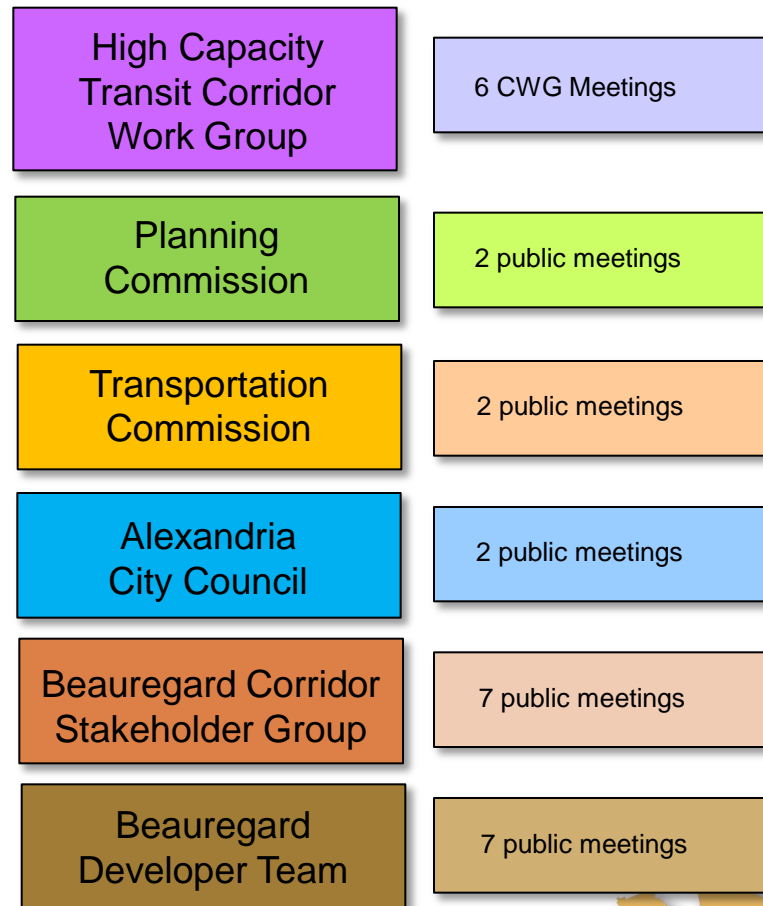 High Capacity
Transit Corridor
Work Group
6 CWG Meetings
Planning
Commission
2 public meetings
Transportation
Commission
2 public meetings
Alexandria
City Council
2 public meetings
Beauregard Corridor
Stakeholder Group
7 public meetings
Beauregard
Developer Team
7 public meetings